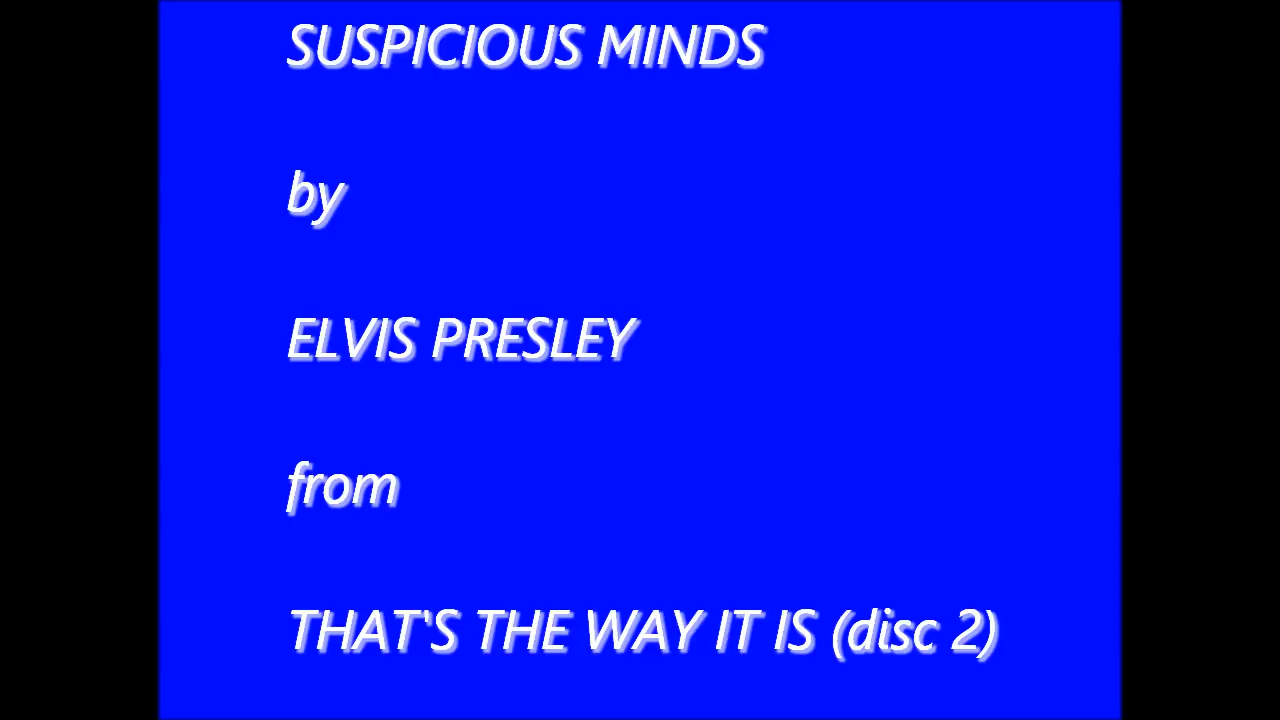 SUSPICIOUS MINDS
by
ELVIS PRESLEY
from
THAT'S THE WAY IT IS (disc 2)